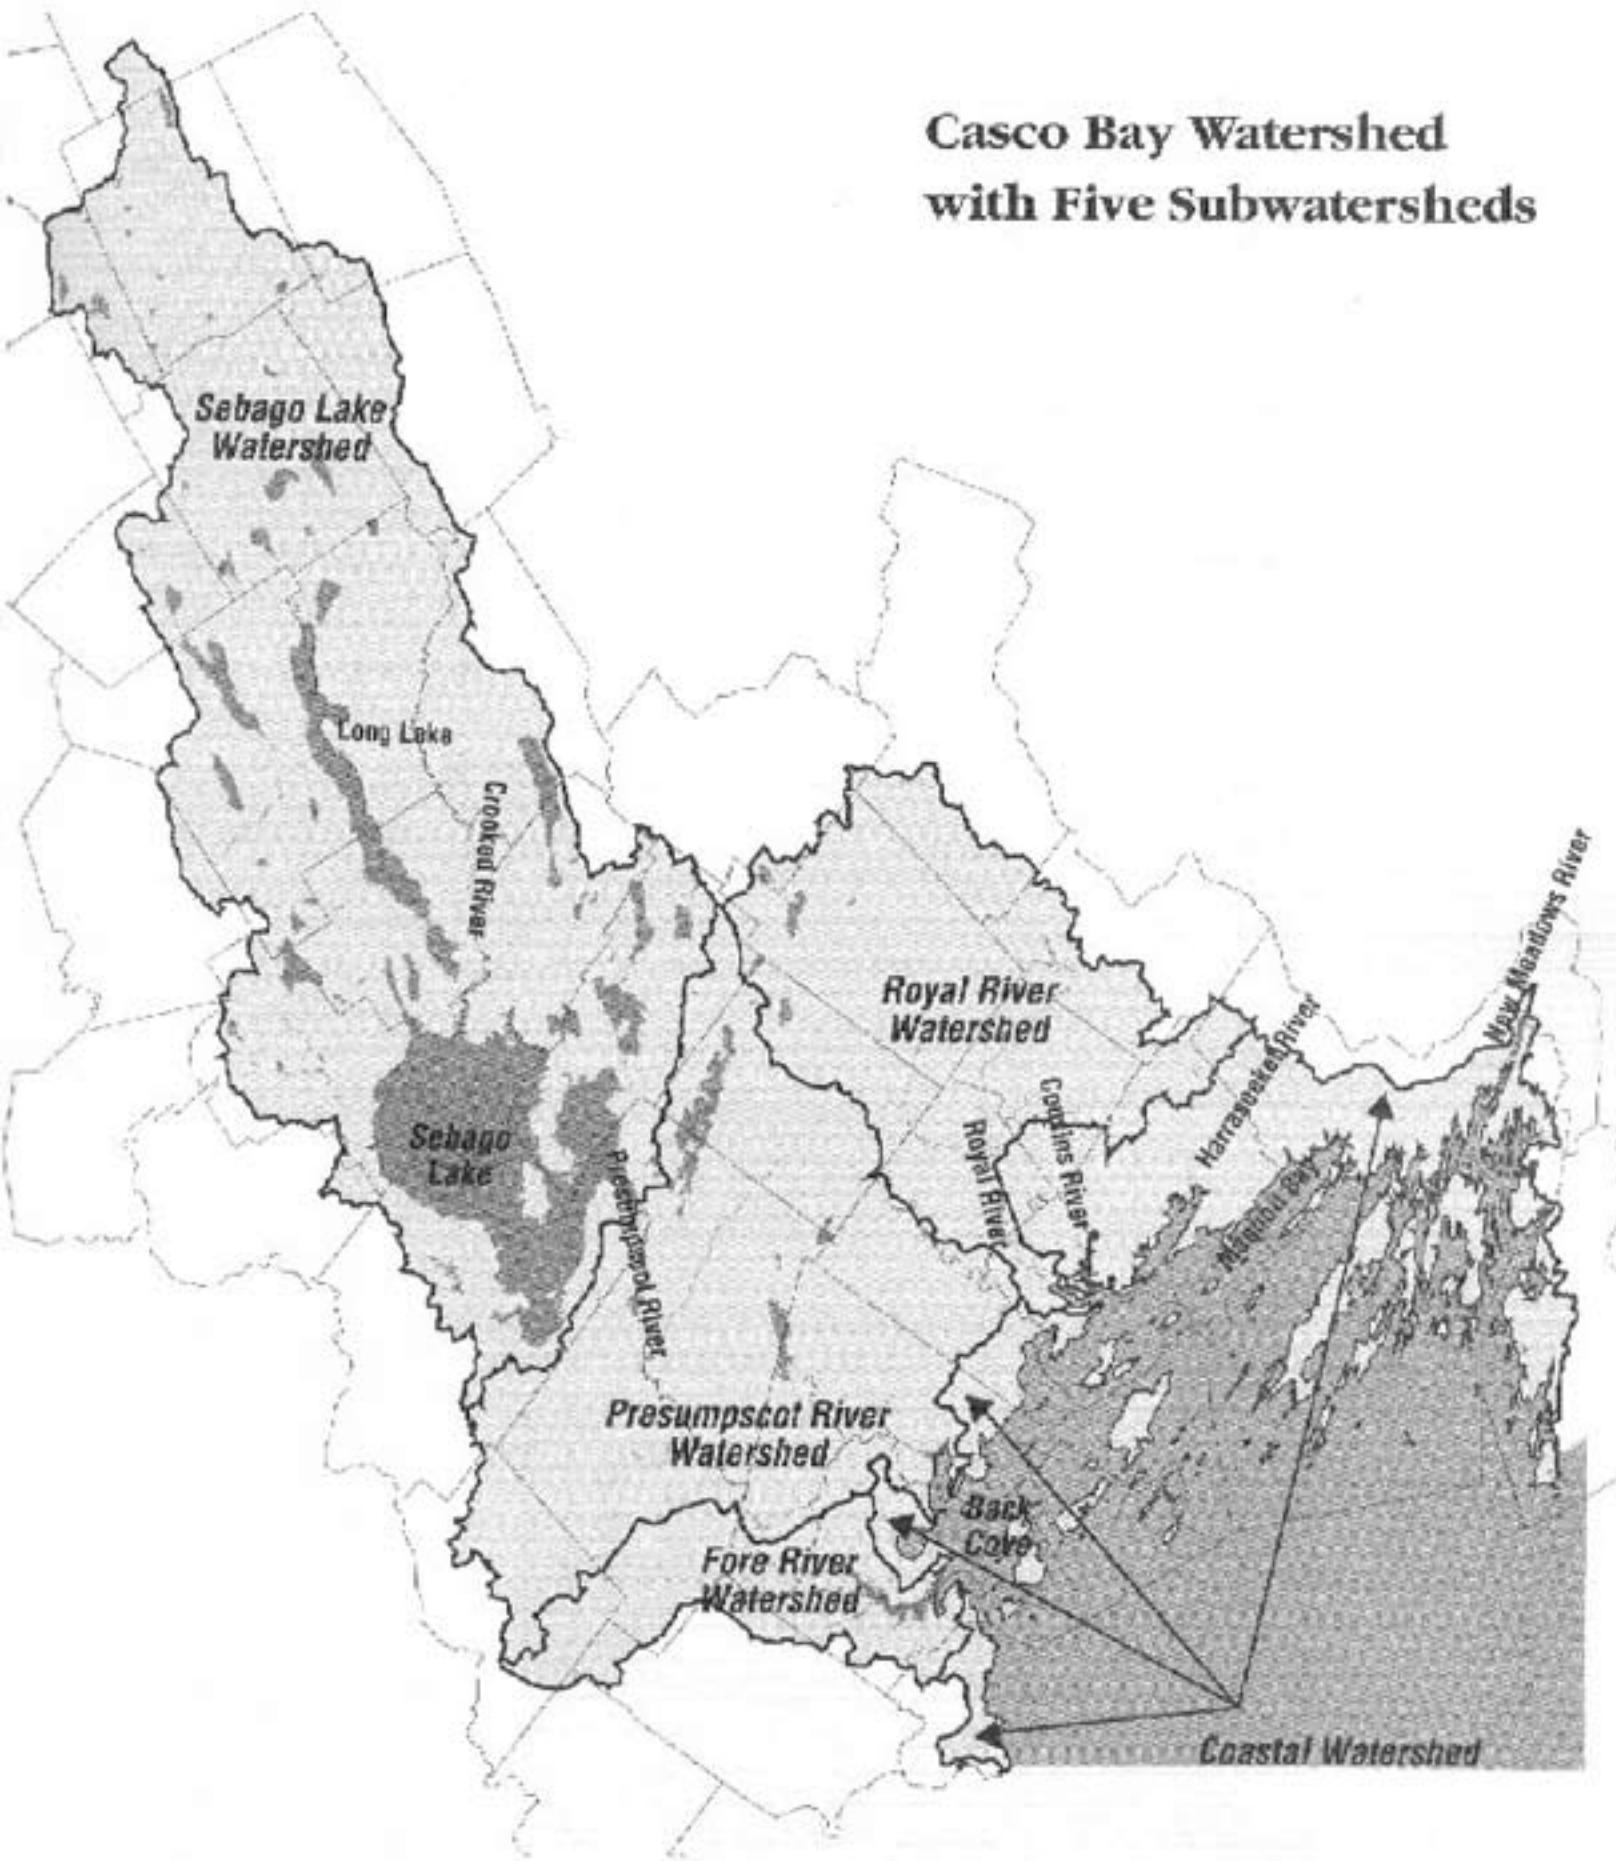 Casco Bay Watershed
with Five Subwatersheds
Sebago Lake
Watershed
Long Lake
Crooked River
New Meadows River
Royal River
Watershed
Harraseeket River
Cousins River
Royal River
Sebago
Lake
Presumpscot River
Maquoit Bay
Presumpscot River
Watershed
Back
Cove
Fore River
Watershed
Coastal Watershed